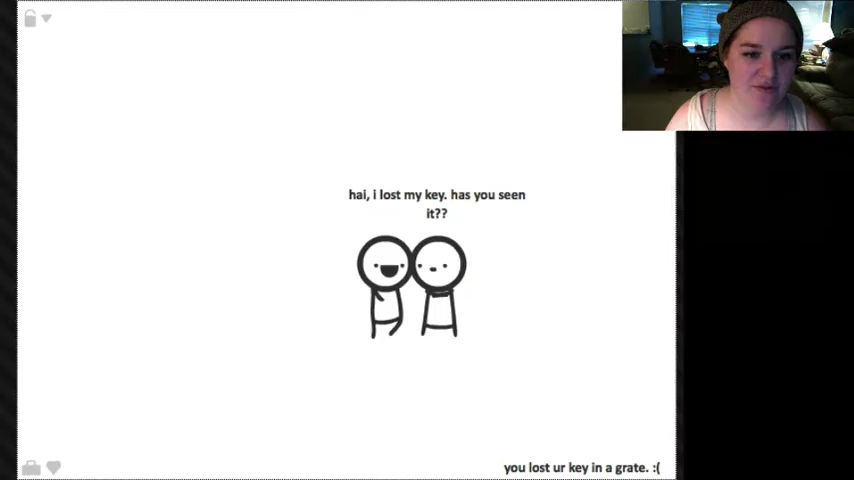 hai, i lost my key. has you seen
it??
you lost ur key in a grate. :(